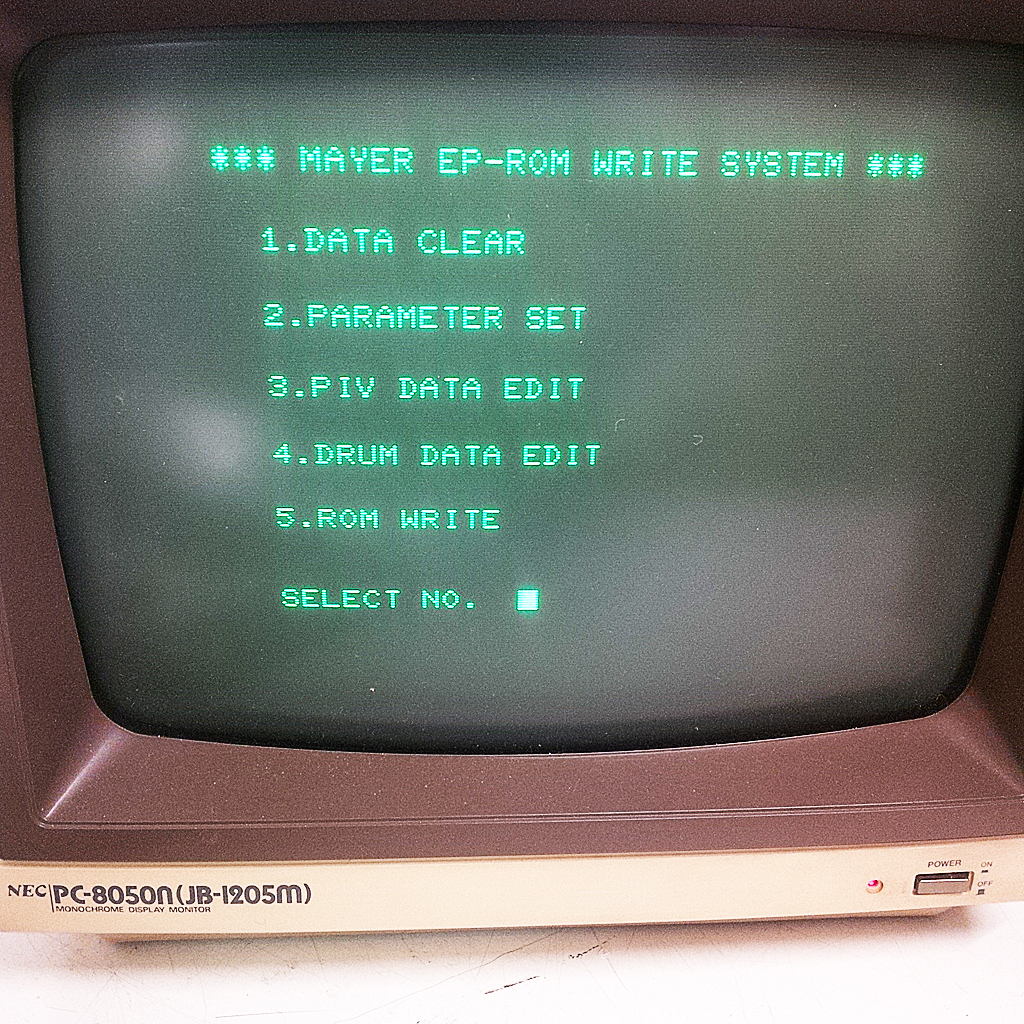 *** MAYER EP-ROM WRITE SYSTEM ***
1.DATA CLEAR
2.PARAMETER SET
3.PIV DATA EDIT
4.DRUM DATA EDIT
5.ROM WRITE
SELECT NO.
NEC PC-8050n(JB-1205m)
MONOCHROME DISPLAY MONITOR
POWER
ON
OFF